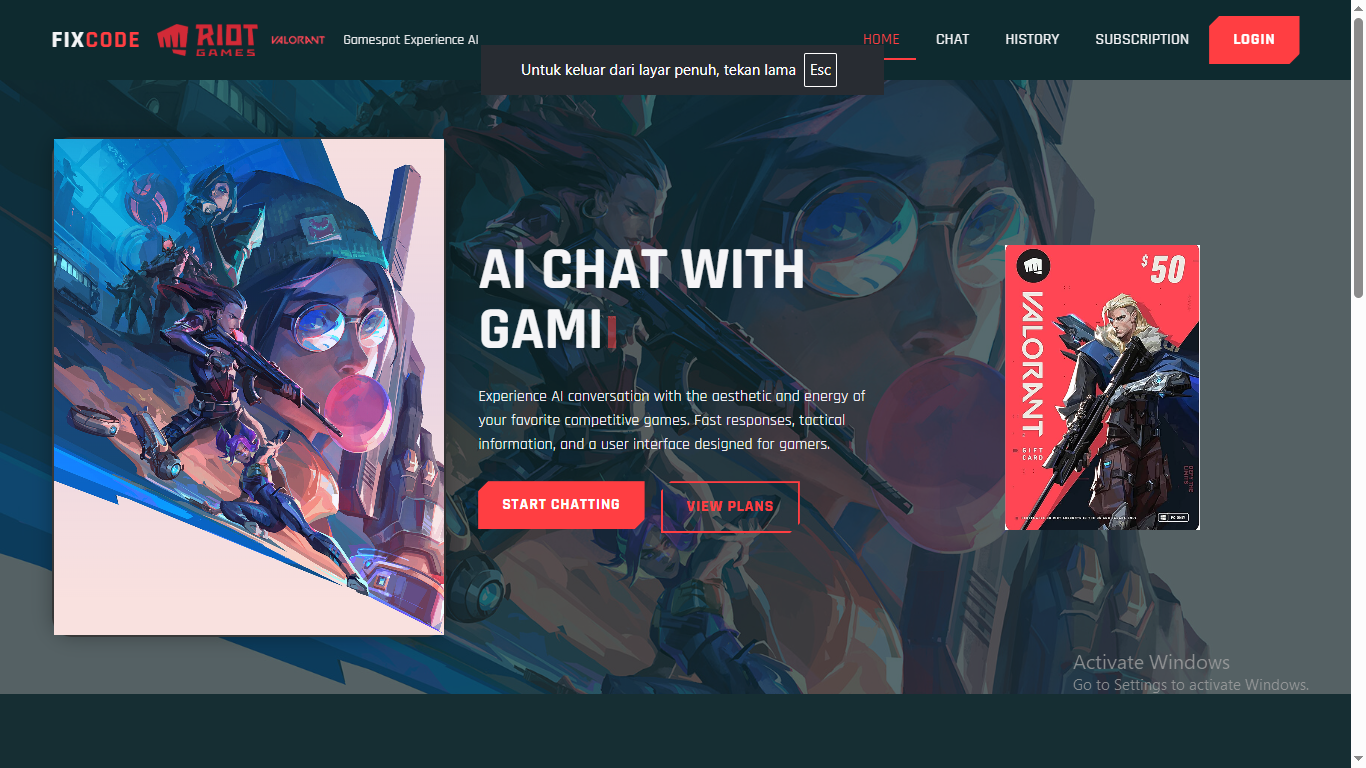 FIXCODE
RIOT
GAMES
VALORANT
Gamespot Experience AI
HOME
CHAT
HISTORY
SUBSCRIPTION
LOGIN
Untuk keluar dari layar penuh, tekan lama Esc
AI CHAT WITH
GAMI
Experience AI conversation with the aesthetic and energy of
your favorite competitive games. Fast responses, tactical
information, and a user interface designed for gamers.
START CHATTING
VIEW PLANS
$50
VALORANT
GIFT
CARD
PC ONLY
Activate Windows
Go to Settings to activate Windows.